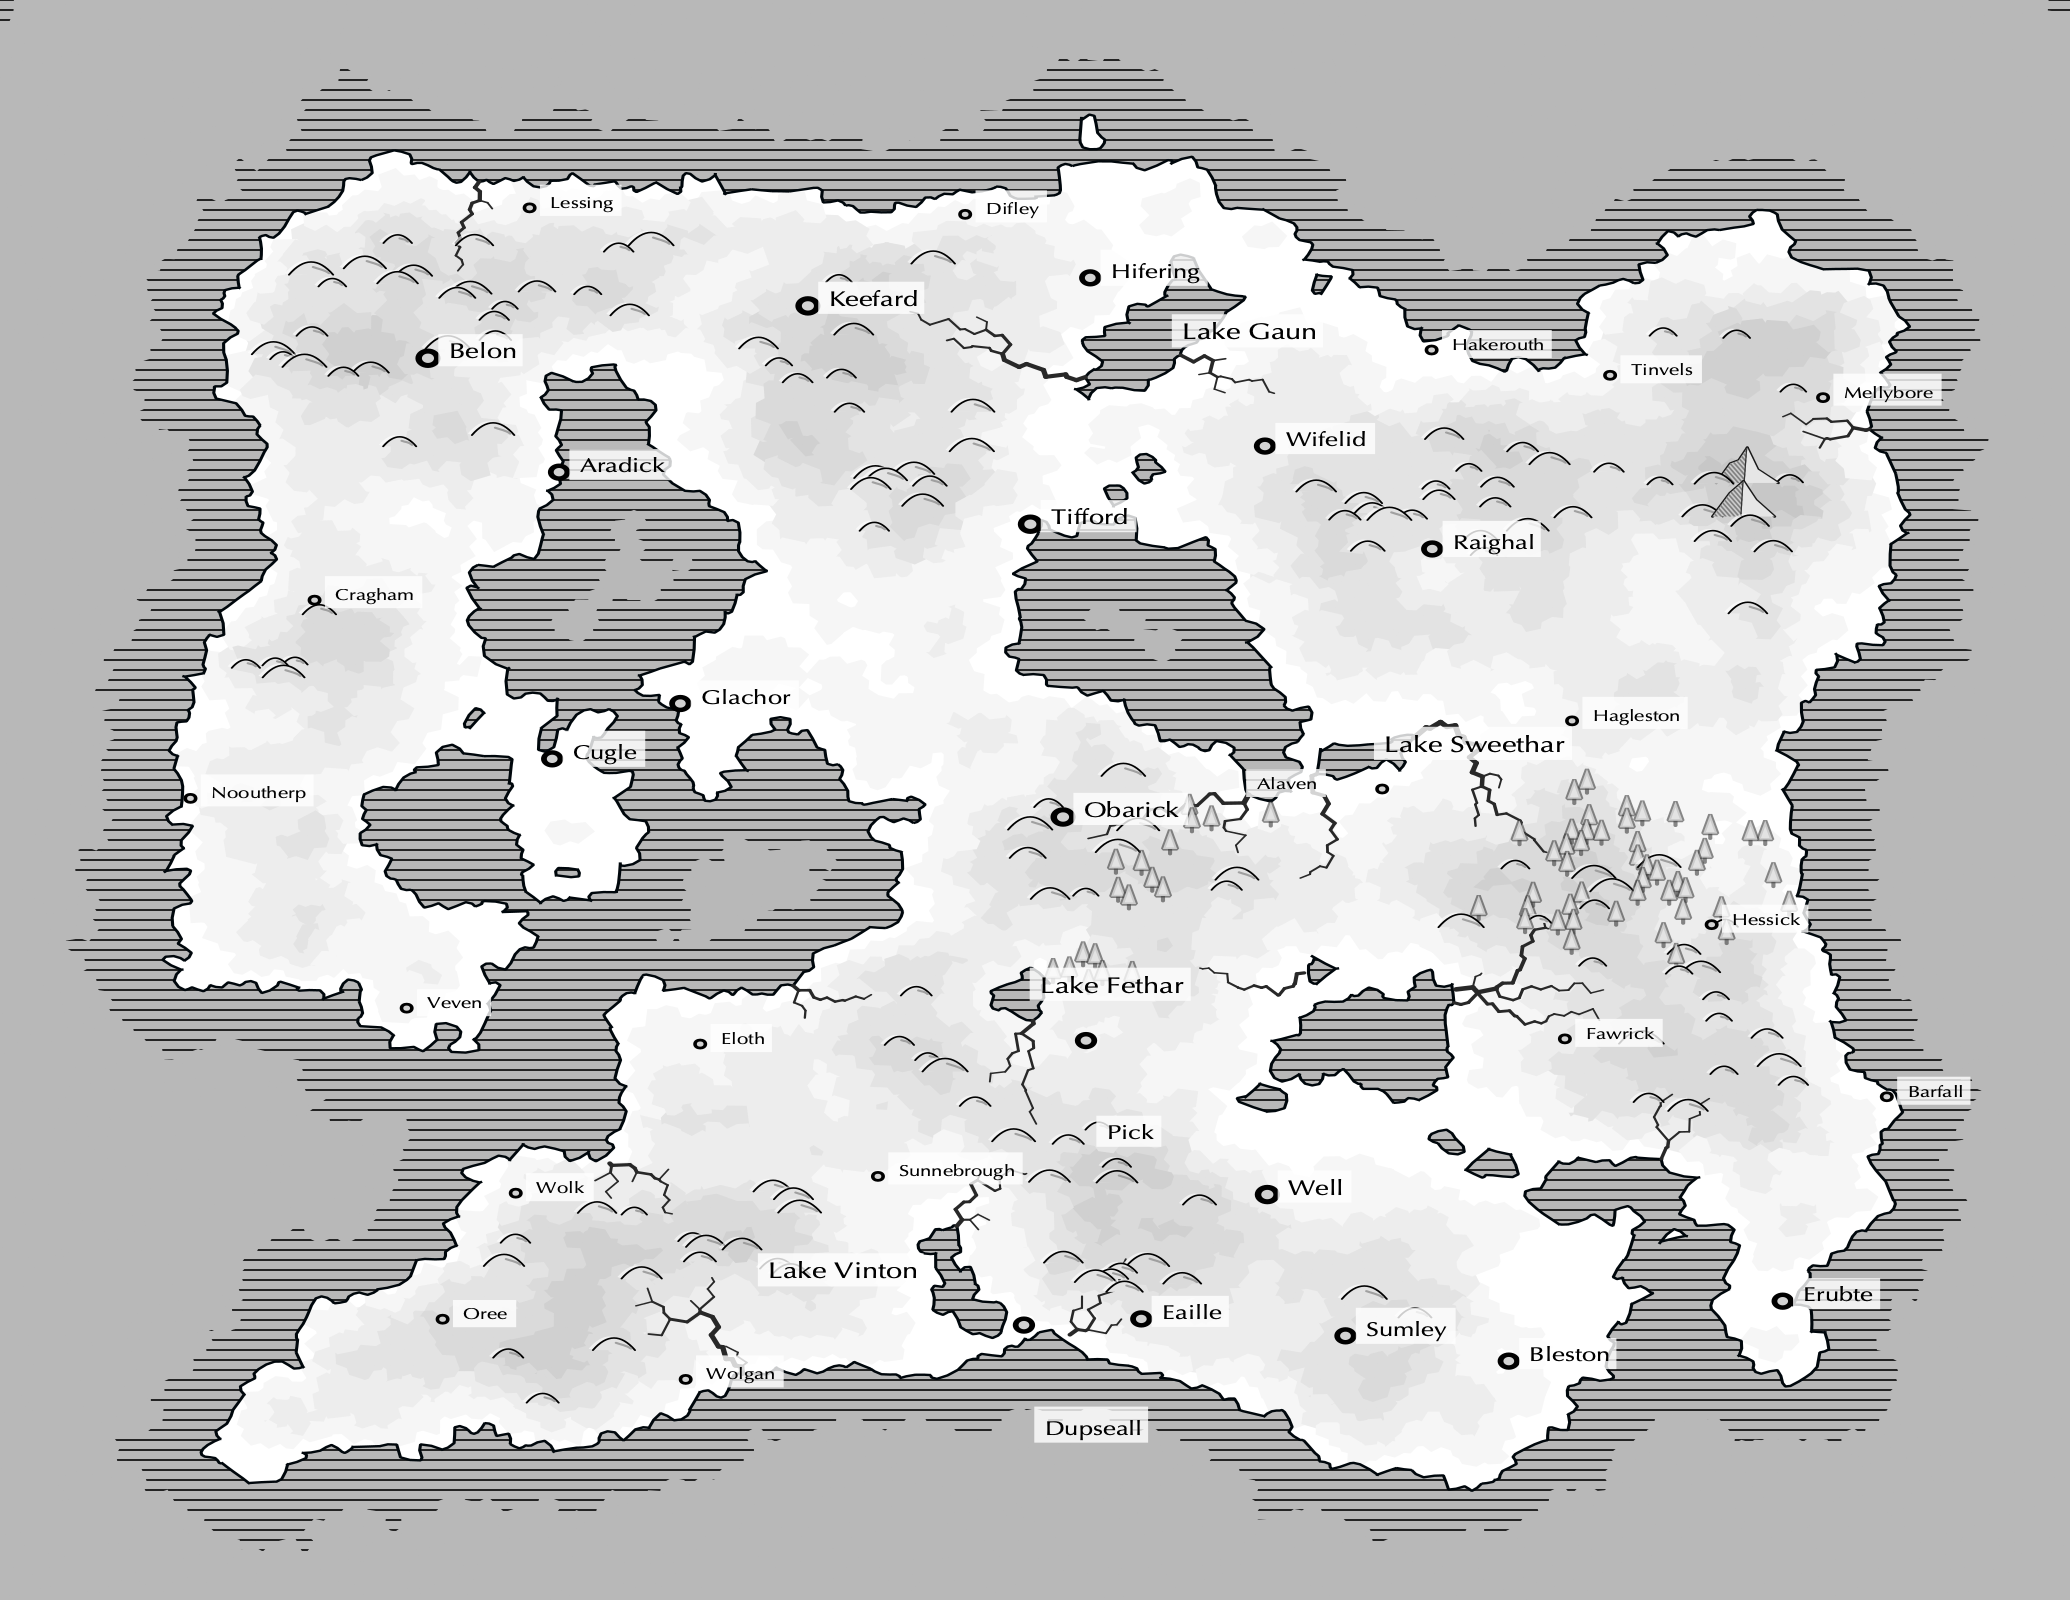 Lessing
Difley
Hifering
Keefard
Lake Gaun
Hakerouth
Belon
Tinvels
Mellybore
Wifelid
Aradick
Tifford
Raighal
Cragham
Glachor
Hagleston
Lake Sweethar
Cugle
Alaven
Nooutherp
Obarick
Hessick
Lake Fethar
Veven
Fawrick
Eloth
Barfall
Pick
Sunnebrough
Wolk
Well
Lake Vinton
Erubte
Oree
Eaille
Sumley
Bleston
Wolgan
Dupseall